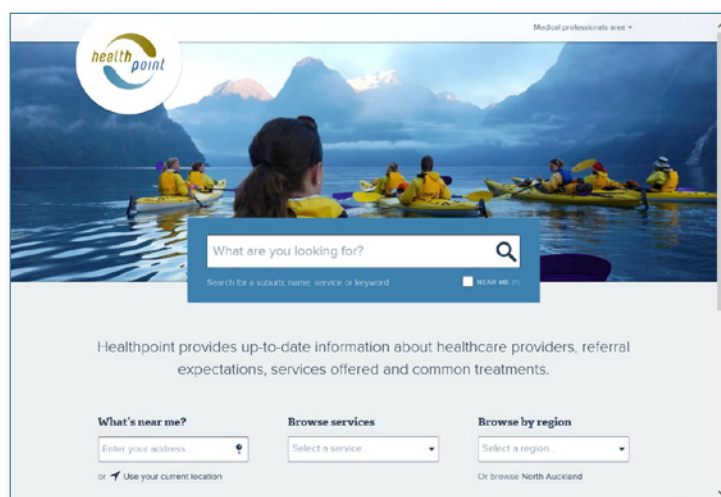 Medical professionals area
health
point
What are you looking for?
Search for a suburb, name, service or keyword
NEAR ME (?)
Healthpoint provides up-to-date information about healthcare providers, referral
expectations, services offered and common treatments.
What's near me?
Enter your address...
or Use your current location
Browse services
Select a service...
Browse by region
Select a region...
Or browse North Auckland